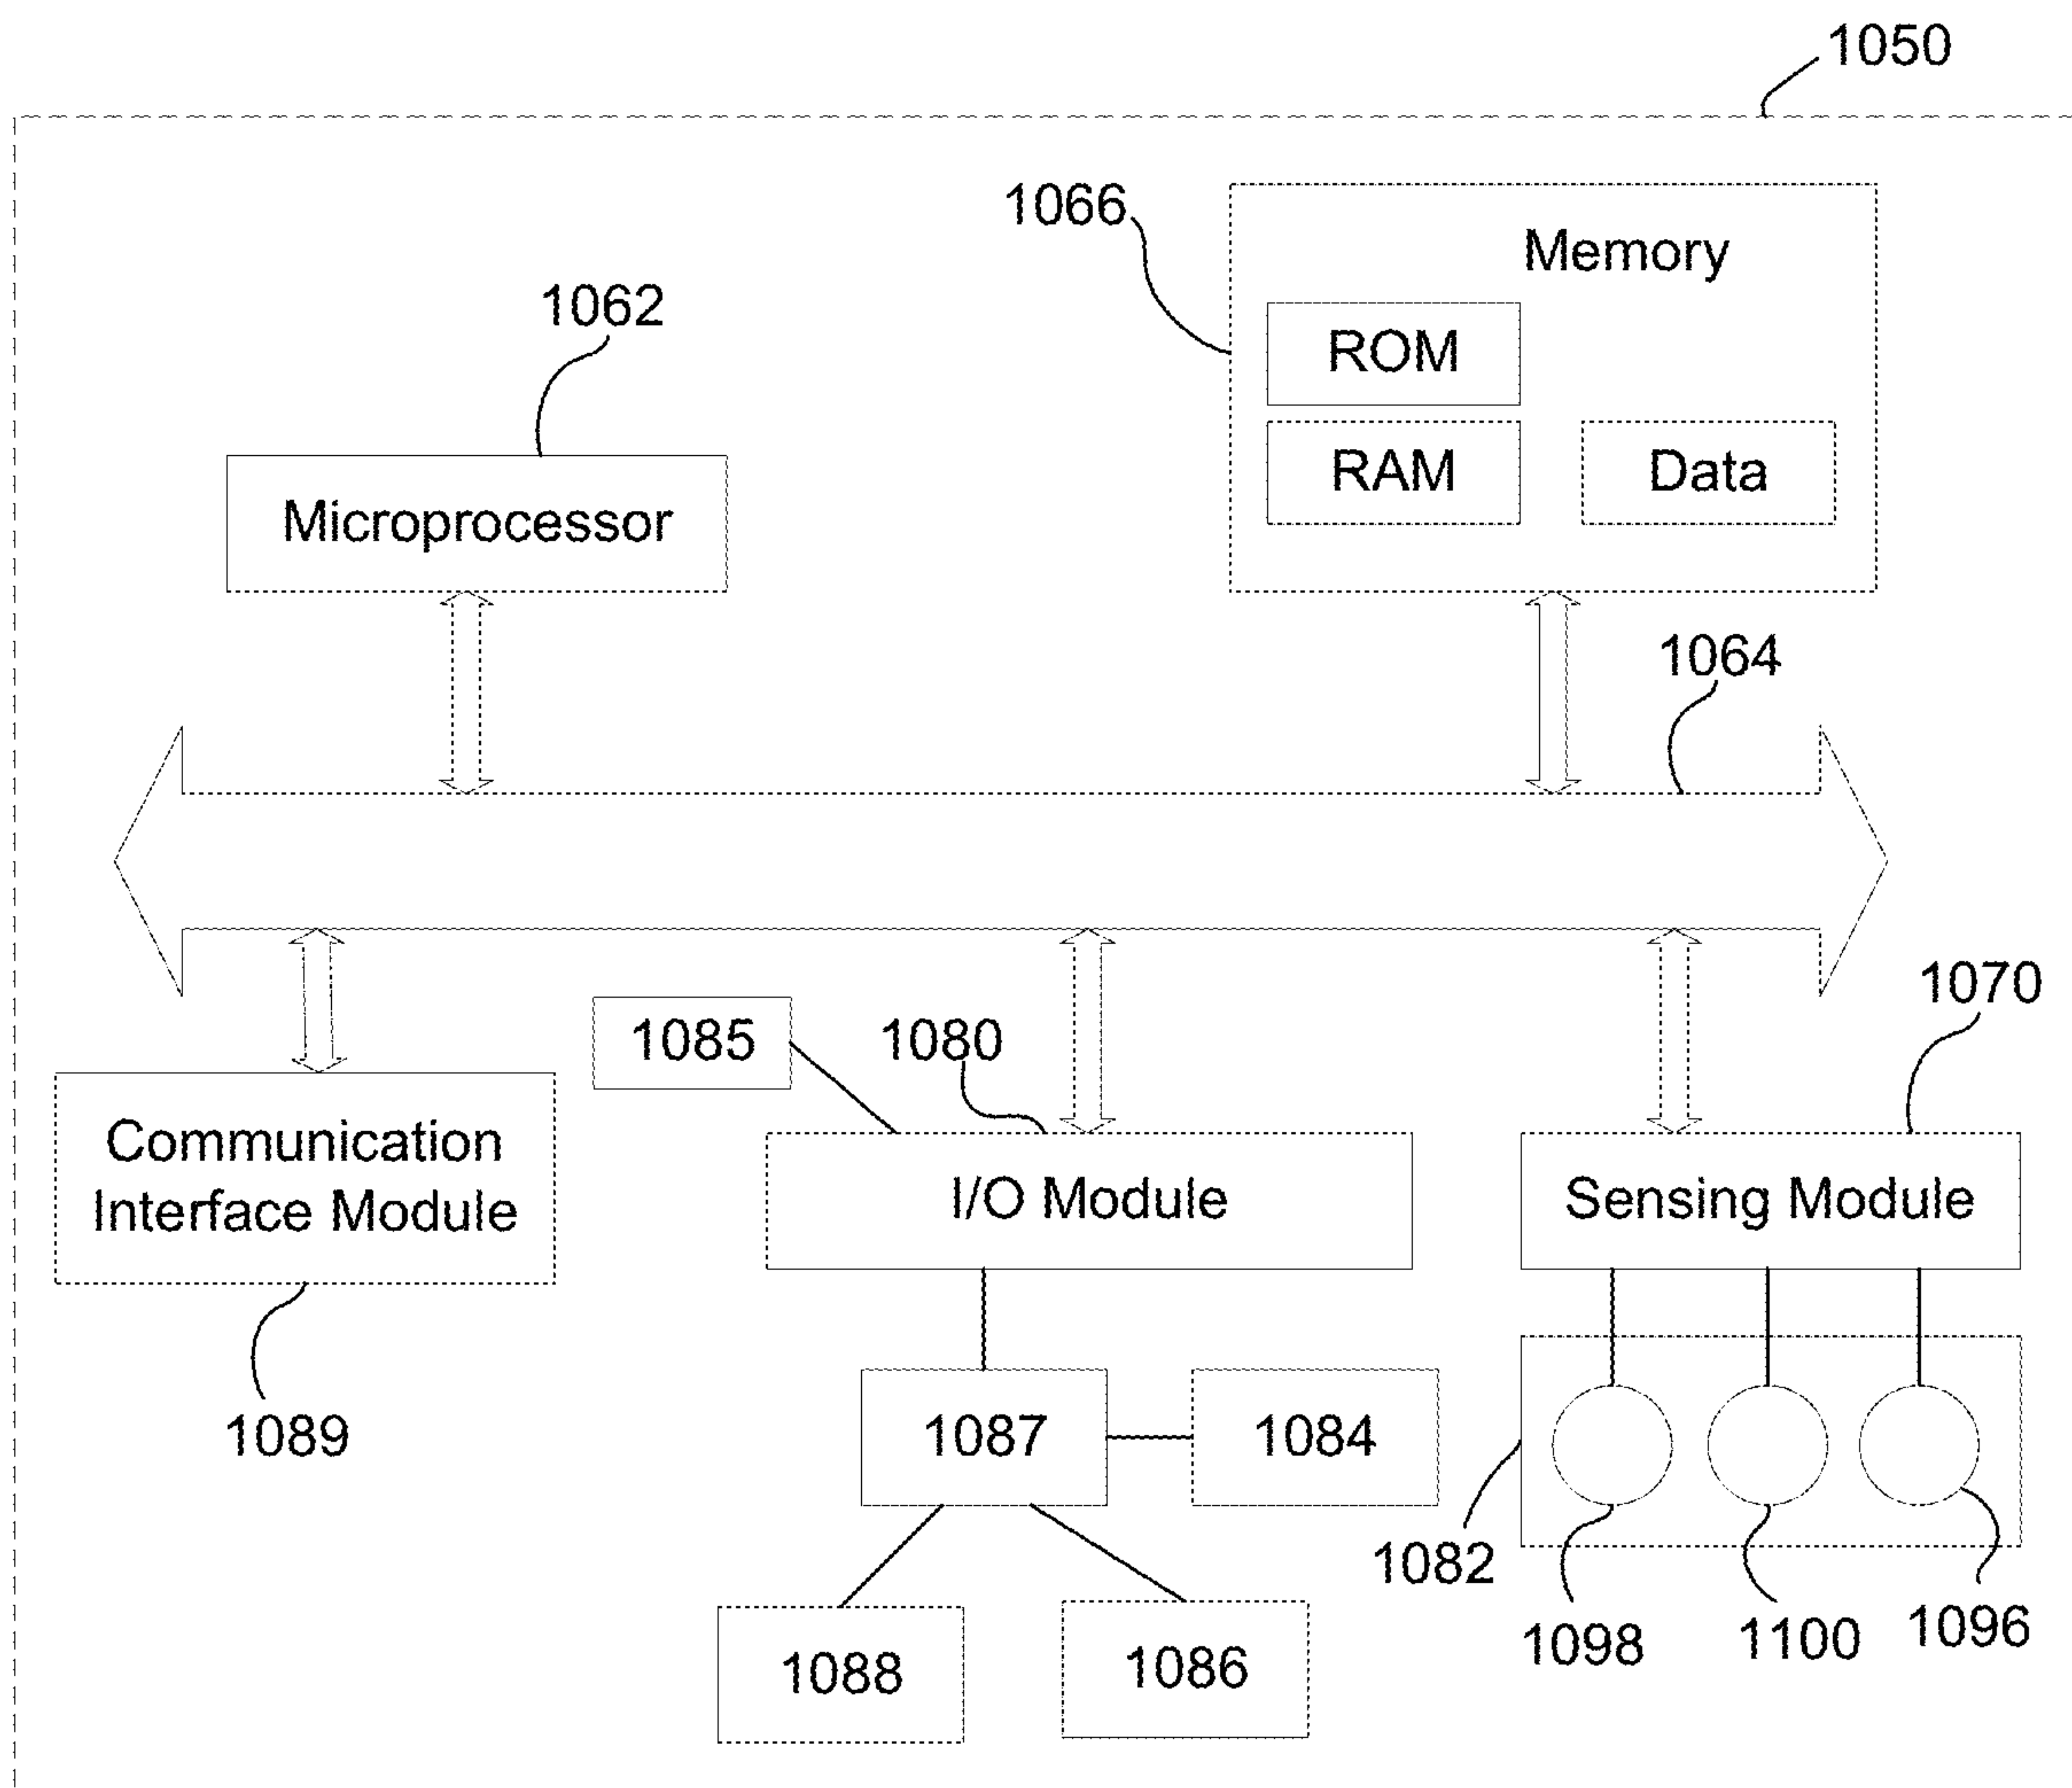 1050
1066
Memory
1062
ROM
RAM
Data
Microprocessor
1064
1070
1085
1080
Communication
Interface Module
I/O Module
Sensing Module
1089
1087
1084
1082
1098
1100
1096
1088
1086